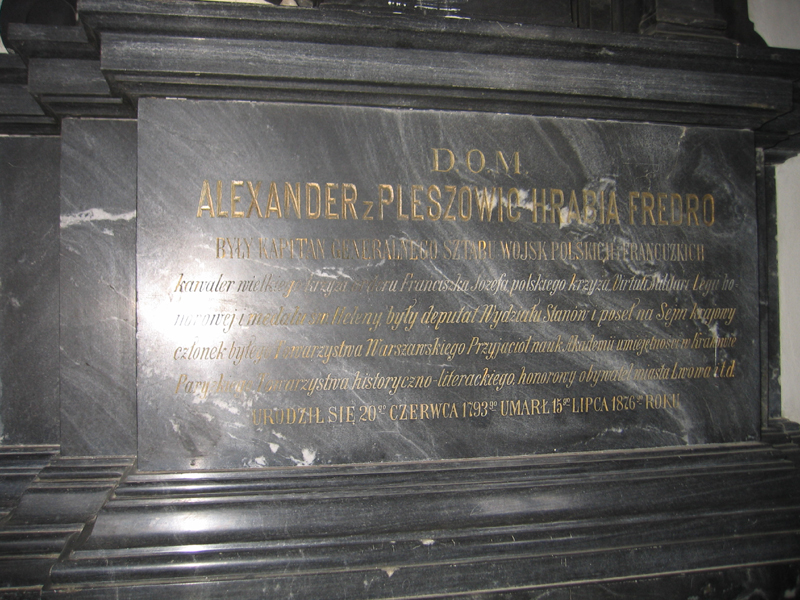 D.O.M.
ALEXANDER z PLESZOWIC HRABIA FREDRO
BYŁY KAPITAN GENERALNEGO SZTABU WOJSK POLSKICH I FRANCUZKICH
kawaler wielkiego krzyża orderu Franciszka Józefa polskiego krzyża Virtuti Militari Legii ho-
norowej i medalu św Heleny były deputat Wydziału Stanów i poseł na Sejm krajowy
członek byłego Towarzystwa Warszawskiego Przyjaciół nauk, Akademii umiejętności w Krakowie
Paryzkiego Towarzystwa historyczno-literackiego, honorowy obywatel miasta Lwowa i t.d.
URODZIŁ SIĘ 20go CZERWCA 1793go UMARŁ 15go LIPCA 1876go ROKU